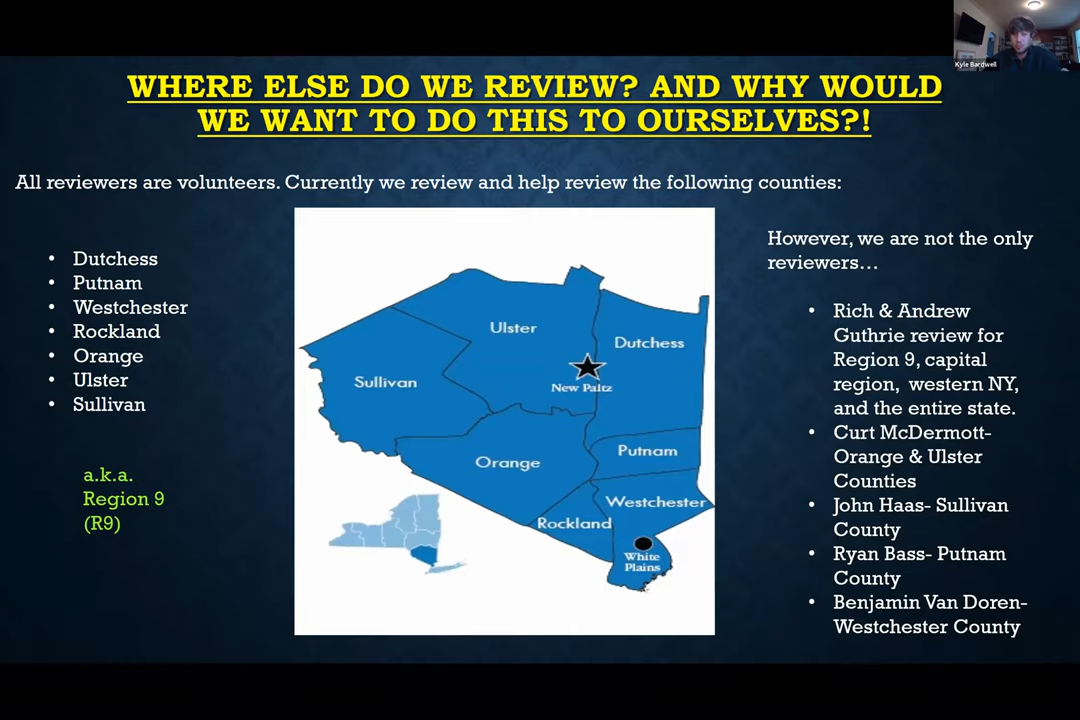 Kyle Bardwell
WHERE ELSE DO WE REVIEW? AND WHY WOULD
WE WANT TO DO THIS TO OURSELVES?!
All reviewers are volunteers. Currently we review and help review the following counties:
• Dutchess
• Putnam
• Westchester
• Rockland
• Orange
• Ulster
• Sullivan
a.k.a.
Region 9
(R9)
Ulster
Dutchess
New Paltz
Sullivan
Putnam
Orange
Westchester
Rockland
White
Plains
However, we are not the only
reviewers…
• Rich & Andrew
Guthrie review for
Region 9, capital
region, western NY,
and the entire state.
• Curt McDermott-
Orange & Ulster
Counties
• John Haas- Sullivan
County
• Ryan Bass- Putnam
County
• Benjamin Van Doren-
Westchester County